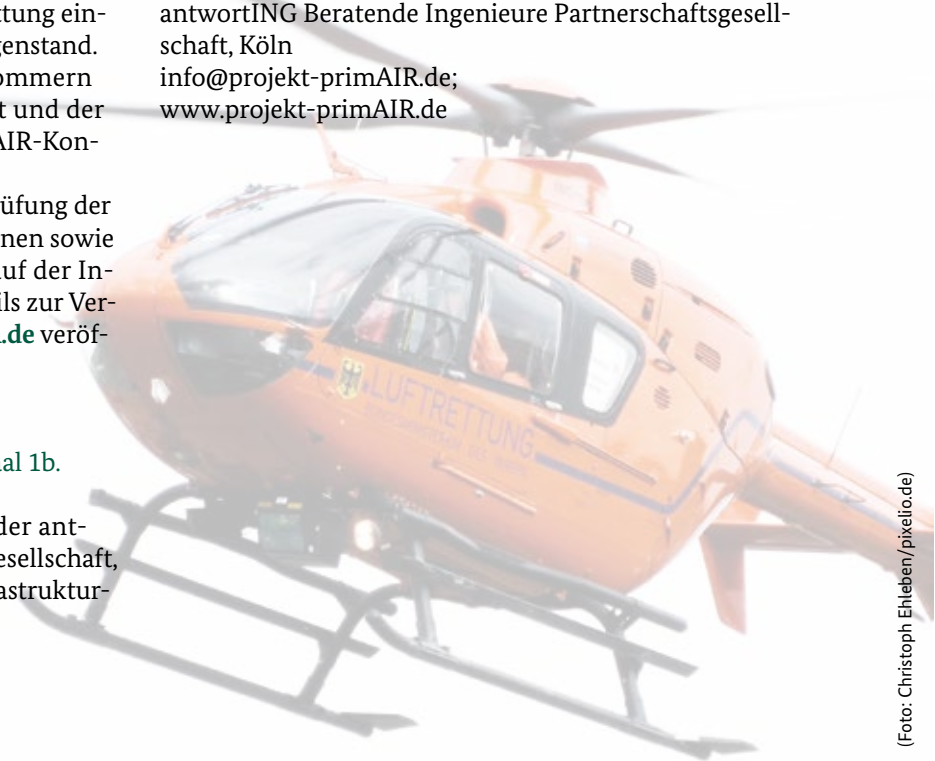 ttung ein-
genstand.
ommern
t und der
AIR-Kon-
üfung der
nen sowie
uf der In-
ils zur Ver-
.de veröf-
al 1b.
der ant-
esellschaft,
astruktur-
antwortING Beratende Ingenieure Partnerschaftsgesell-
schaft, Köln
info@projekt-primAIR.de;
www.projekt-primAIR.de
LUFTRETTUNG
(Foto: Christoph Ehleben/pixelio.de)